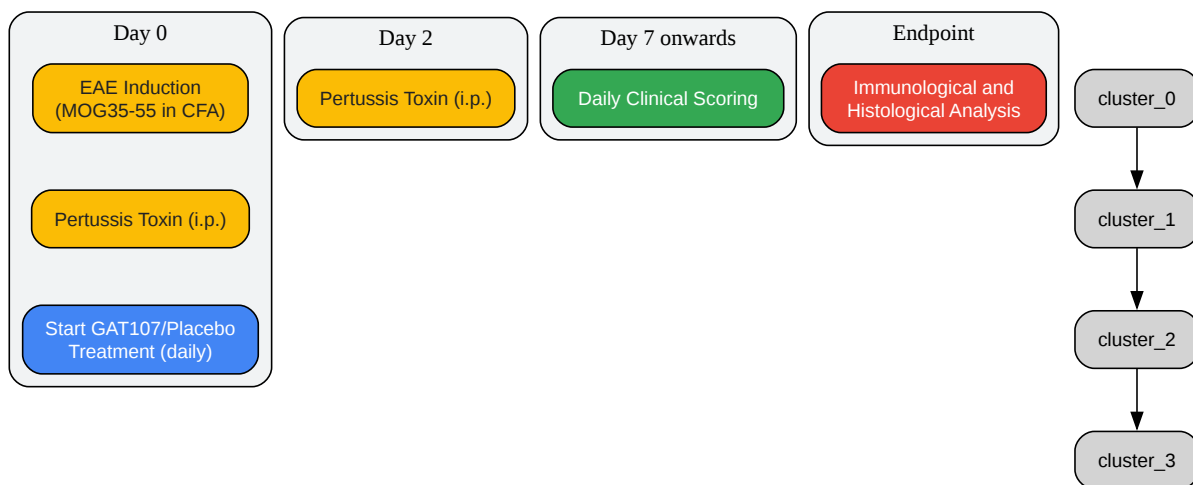 Day 0
EAE Induction
(MOG35-55 in CFA)
Pertussis Toxin (i.p.)
Start GAT107/Placebo
Treatment (daily)
Day 2
Pertussis Toxin (i.p.)
Day 7 onwards
Daily Clinical Scoring
Endpoint
Immunological and
Histological Analysis
cluster_0
cluster_1
cluster_2
cluster_3